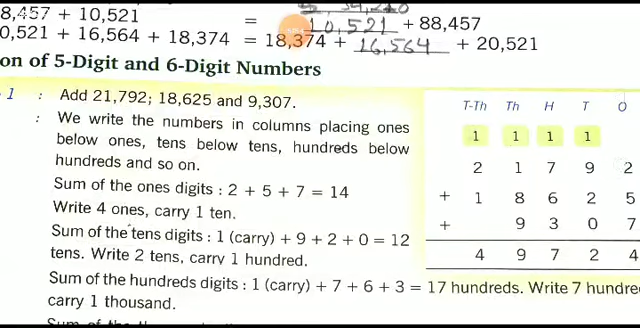 8,457 + 10,521 = 10,521 + 88,457
0,521 + 16,564 + 18,374 = 18,374 + 16,564 + 20,521
on of 5-Digit and 6-Digit Numbers
1 : Add 21,792; 18,625 and 9,307.
: We write the numbers in columns placing ones
below ones, tens below tens, hundreds below
hundreds and so on.
Sum of the ones digits : 2 + 5 + 7 = 14
Write 4 ones, carry 1 ten.
Sum of the tens digits : 1 (carry) + 9 + 2 + 0 = 12
tens. Write 2 tens, carry 1 hundred.
Sum of the hundreds digits : 1 (carry) + 7 + 6 + 3 = 17 hundreds. Write 7 hundre
carry 1 thousand.
T-Th Th H T O
1 1 1 1
2 1 7 9 2
+ 1 8 6 2 5
+ 9 3 0 7
4 9 7 2 4